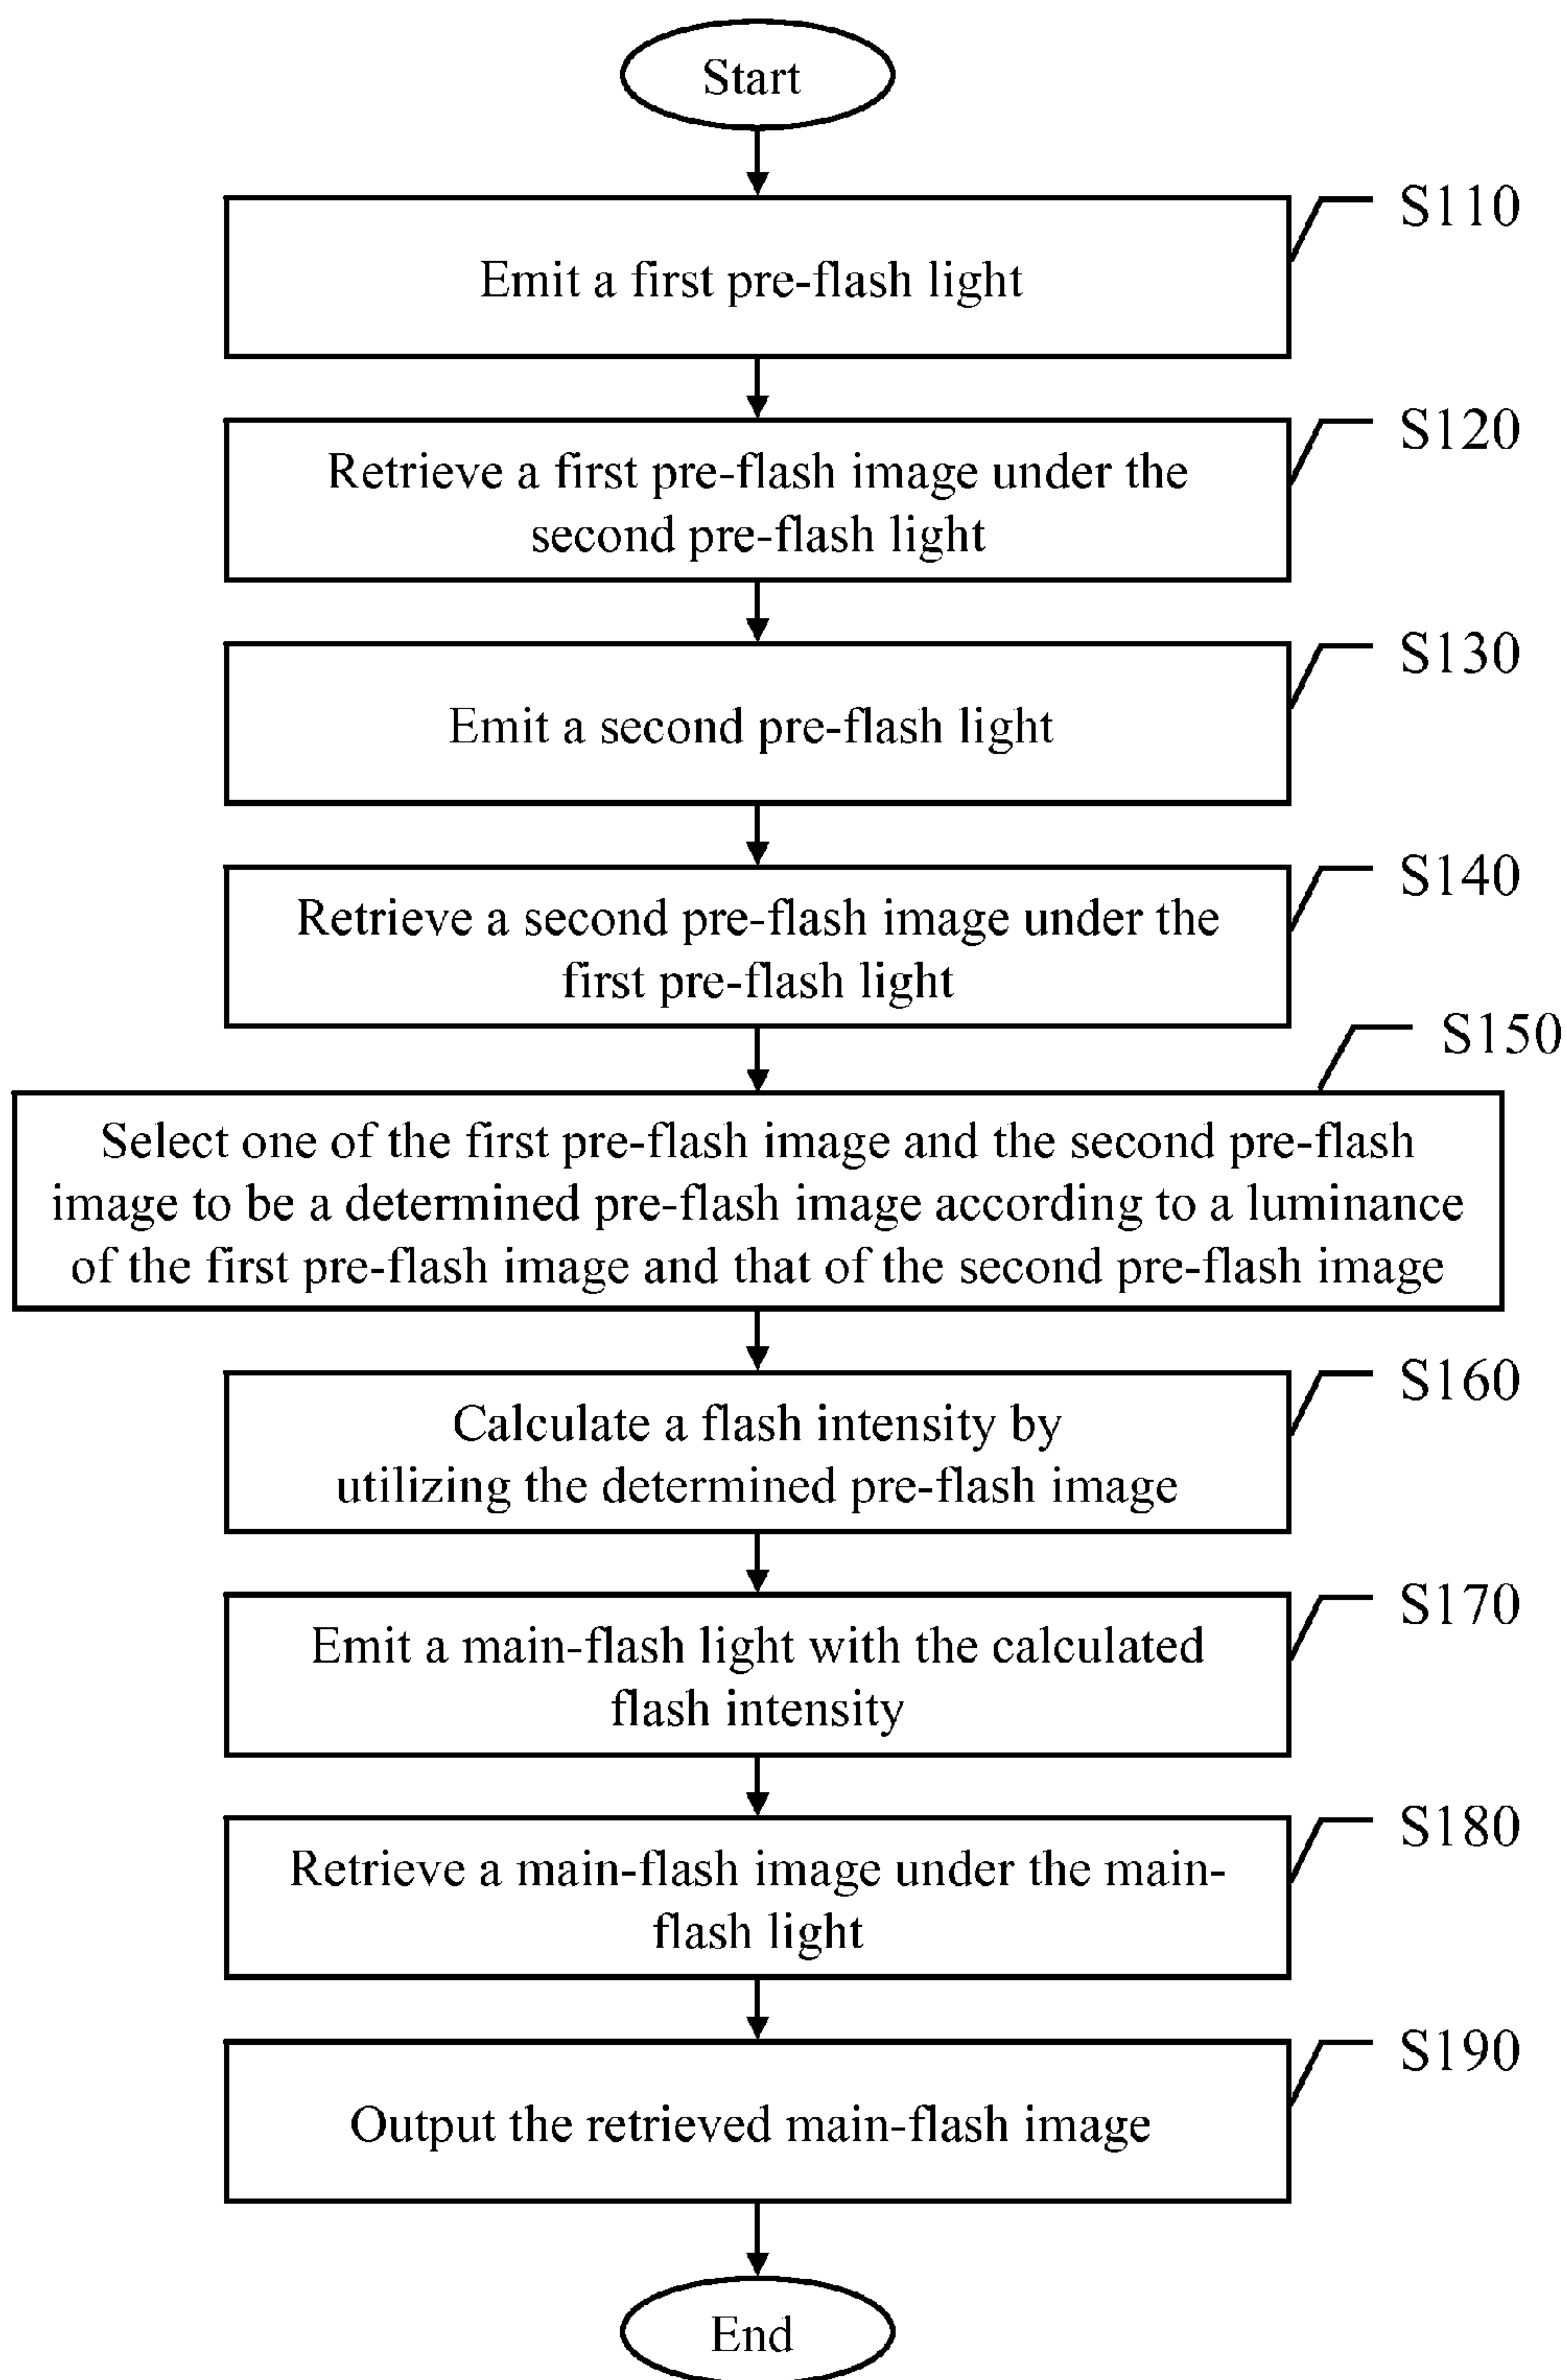 Start
S110
Emit a first pre-flash light
S120
Retrieve a first pre-flash image under the
second pre-flash light
S130
Emit a second pre-flash light
S140
Retrieve a second pre-flash image under the
first pre-flash light
S150
Select one of the first pre-flash image and the second pre-flash
image to be a determined pre-flash image according to a luminance
of the first pre-flash image and that of the second pre-flash image
S160
Calculate a flash intensity by
utilizing the determined pre-flash image
S170
Emit a main-flash light with the calculated
flash intensity
S180
Retrieve a main-flash image under the main-
flash light
S190
Output the retrieved main-flash image
End